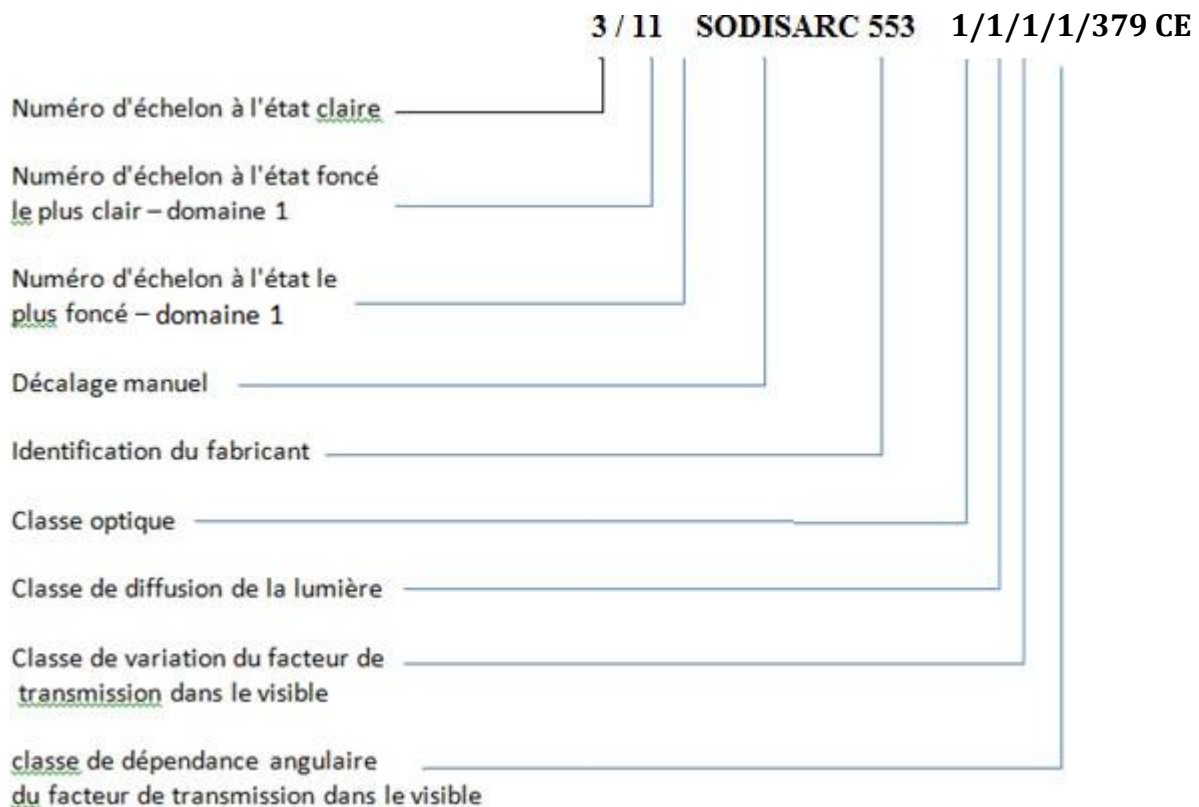 3 / 11 SODISARC 553 1/1/1/1/379 CE
Numéro d'échelon à l'état claire
Numéro d'échelon à l'état foncé
le plus clair – domaine 1
Numéro d'échelon à l'état le
plus foncé – domaine 1
Décalage manuel
Identification du fabricant
Classe optique
Classe de diffusion de la lumière
Classe de variation du facteur de
transmission dans le visible
classe de dépendance angulaire
du facteur de transmission dans le visible